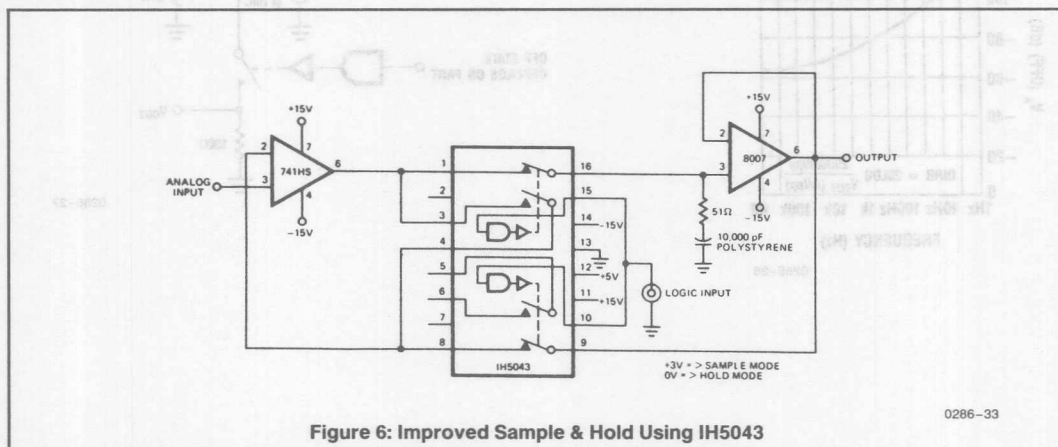 +15V
2
7
741HS
6
ANALOG
INPUT
3
4
-15V
1
2
3
4
5
6
7
8
16
15
14
-15V
13
12
+5V
11
+15V
10
9
IH5043
LOGIC INPUT
+15V
2
7
8007
6
OUTPUT
3
4
-15V
51Ω
10,000 pF
POLYSTYRENE
+3V = > SAMPLE MODE
0V = > HOLD MODE
0286-33
Figure 6: Improved Sample & Hold Using IH5043